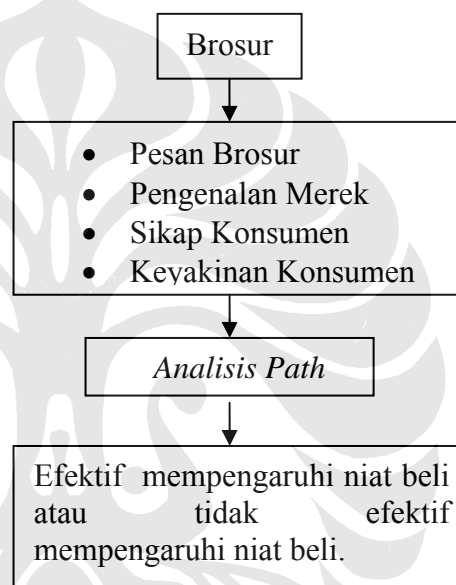 Brosur
• Pesan Brosur
• Pengenalan Merek
• Sikap Konsumen
• Keyakinan Konsumen
Analisis Path
Efektif mempengaruhi niat beli
atau tidak efektif
mempengaruhi niat beli.